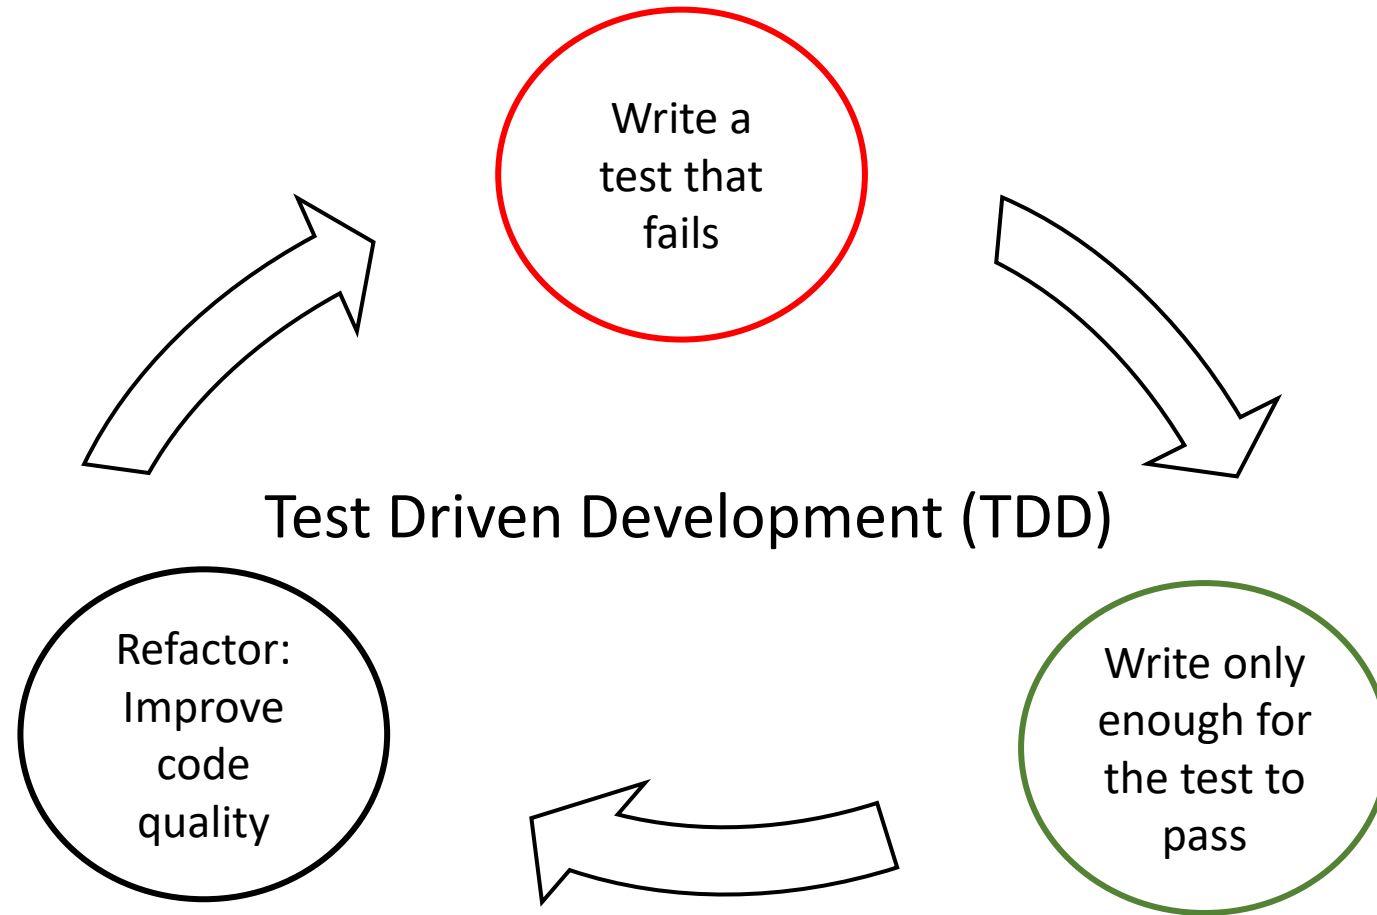 Write a
test that
fails
Test Driven Development (TDD)
Refactor:
Improve
code
quality
Write only
enough for
the test to
pass